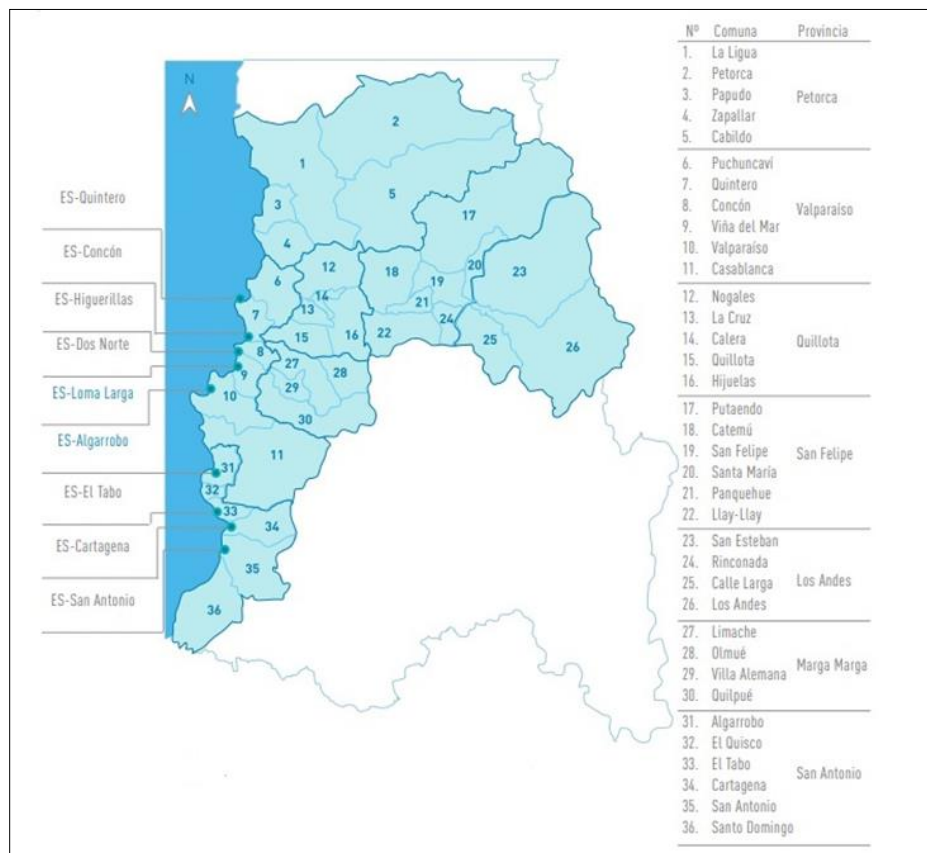 Nº Comuna Provincia
1. La Ligua
2. Petorca
3. Papudo Petorca
4. Zapallar
5. Cabildo
6. Puchuncaví
7. Quintero
8. Concón Valparaíso
9. Viña del Mar
10. Valparaíso
11. Casablanca
12. Nogales
13. La Cruz
14. Calera Quillota
15. Quillota
16. Hijuelas
17. Putaendo
18. Catemú
19. San Felipe San Felipe
20. Santa María
21. Panquehue
22. Llay-Llay
23. San Esteban
24. Rinconada Los Andes
25. Calle Larga
26. Los Andes
27. Limache
28. Olmué Marga Marga
29. Villa Alemana
30. Quilpué
31. Algarrobo
32. El Quisco
33. El Tabo San Antonio
34. Cartagena
35. San Antonio
36. Santo Domingo
N
ES-Quintero
ES-Concón
ES-Higuerillas
ES-Dos Norte
ES-Loma Larga
ES-Algarrobo
ES-El Tabo
ES-Cartagena
ES-San Antonio
2
1
5
3
17
4
12
18
20
23
6
19
14
21
13
7
24
15
16
22
25
26
8
27
9
28
29
10
30
11
31
32
33
34
35
36